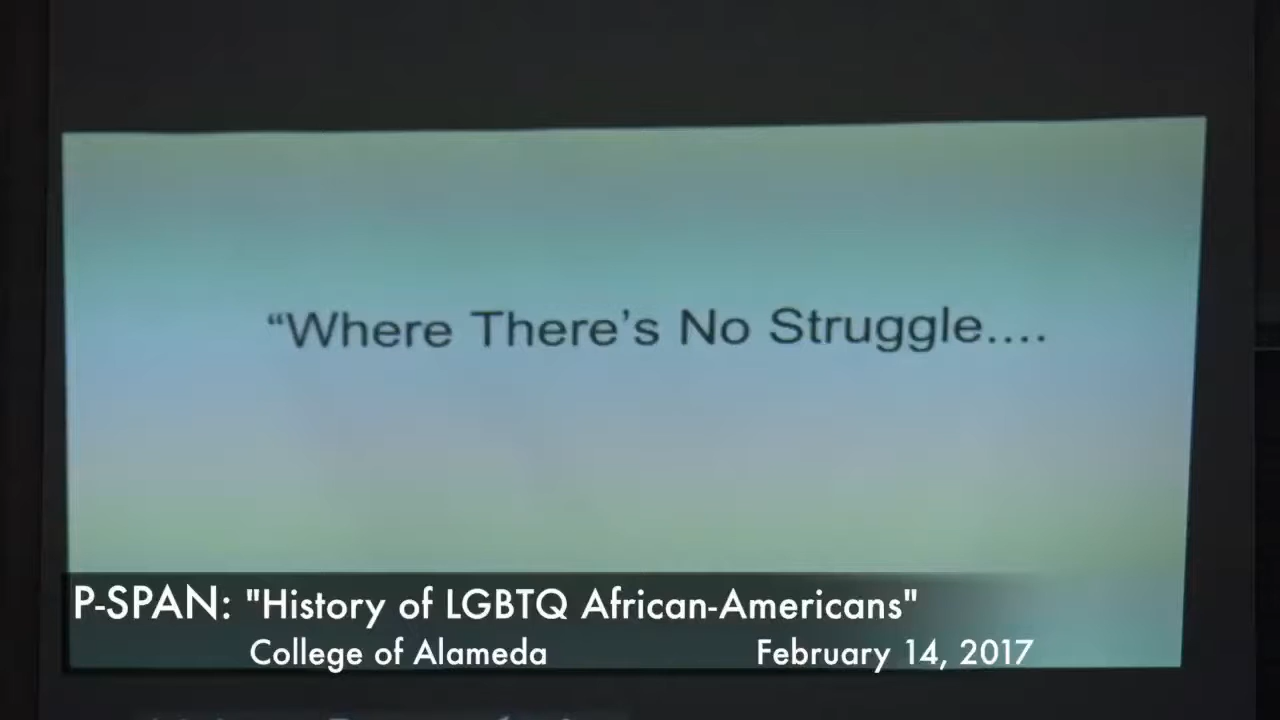 “Where There’s No Struggle....
P-SPAN: "History of LGBTQ African-Americans"
College of Alameda February 14, 2017